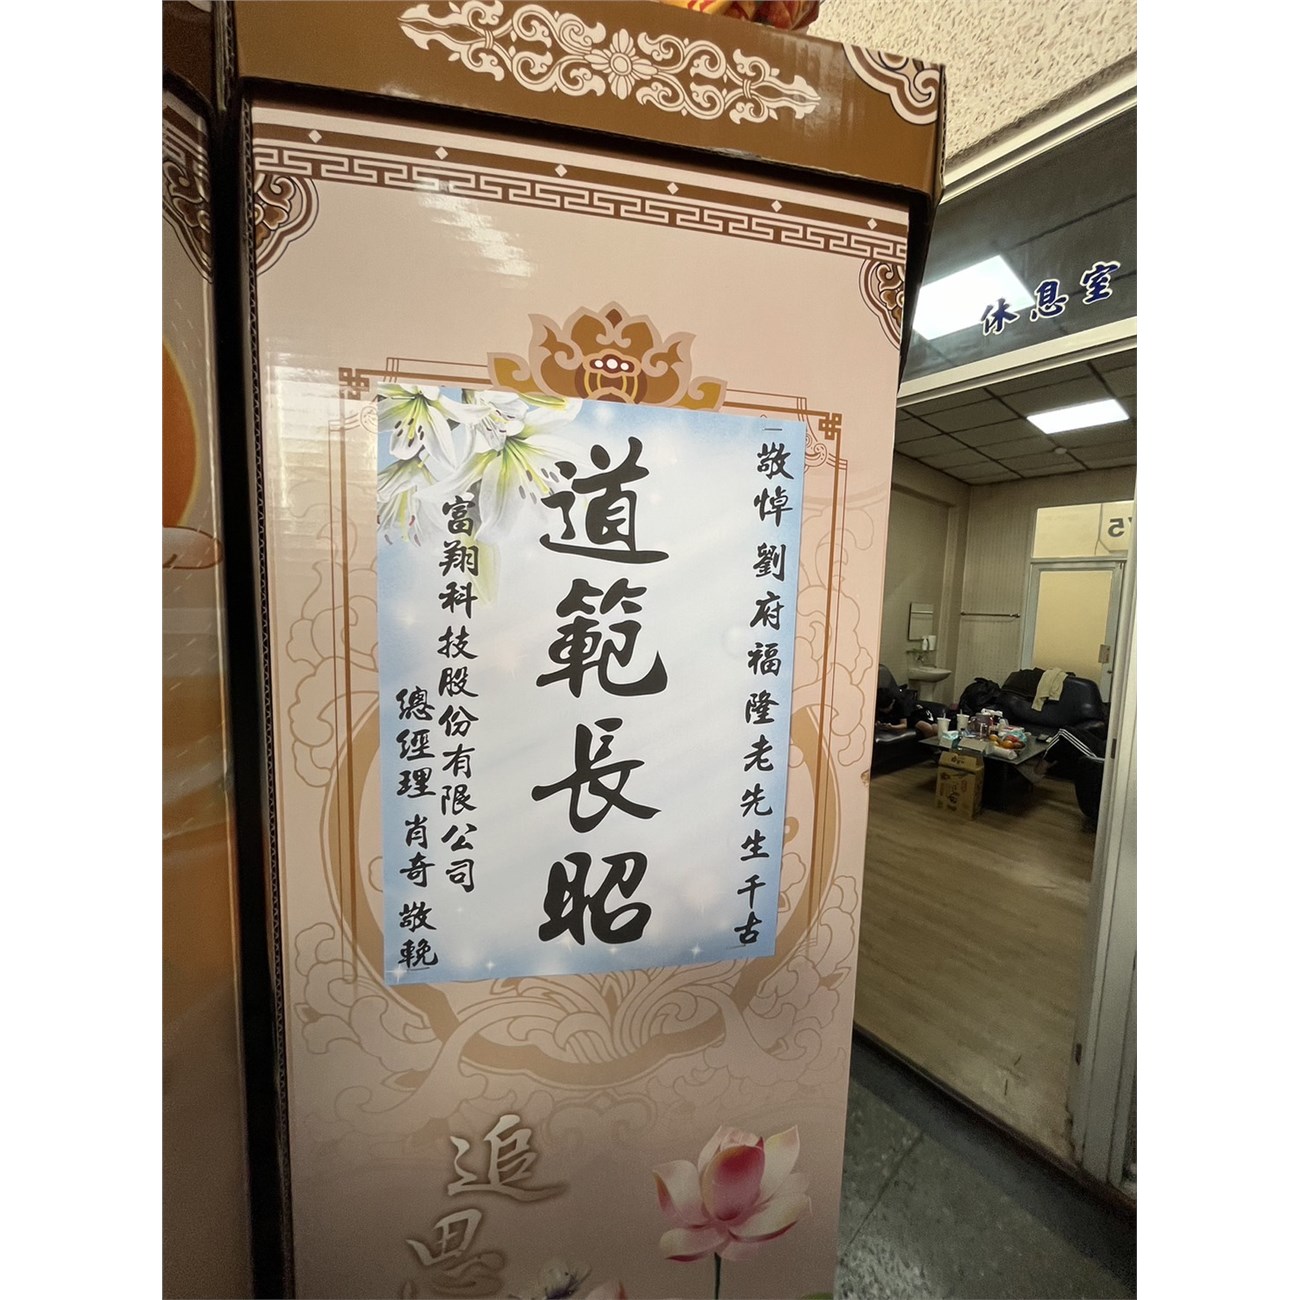 敬悼劉府福隆老先生千古
道範長昭
富翔科技股份有限公司
總經理肖奇 敬輓
追思
休息室